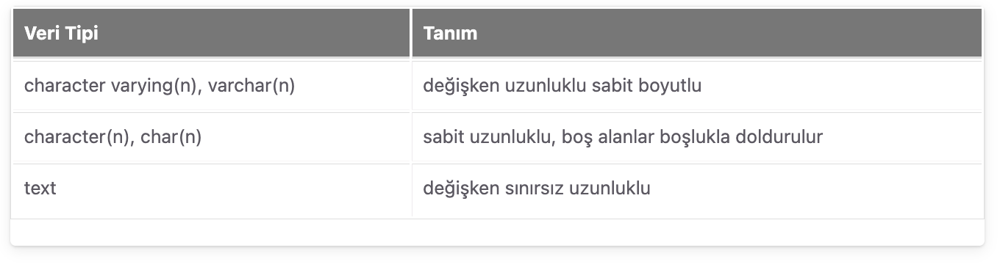 Veri Tipi Tanım
character varying(n), varchar(n) değişken uzunluklu sabit boyutlu
character(n), char(n) sabit uzunluklu, boş alanlar boşlukla doldurulur
text değişken sınırsız uzunluklu